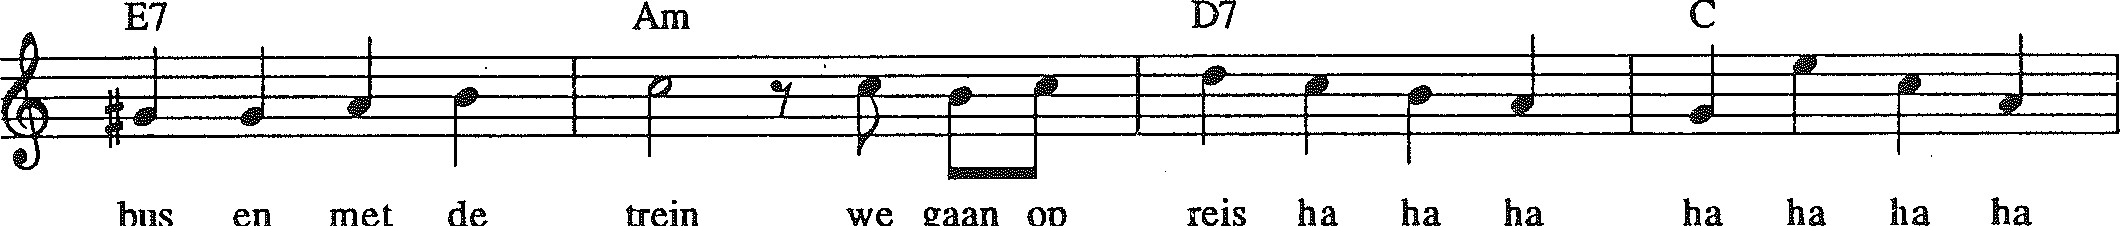 E7 Am D7 C
bus en met de trein we gaan op reis ha ha ha ha ha ha ha